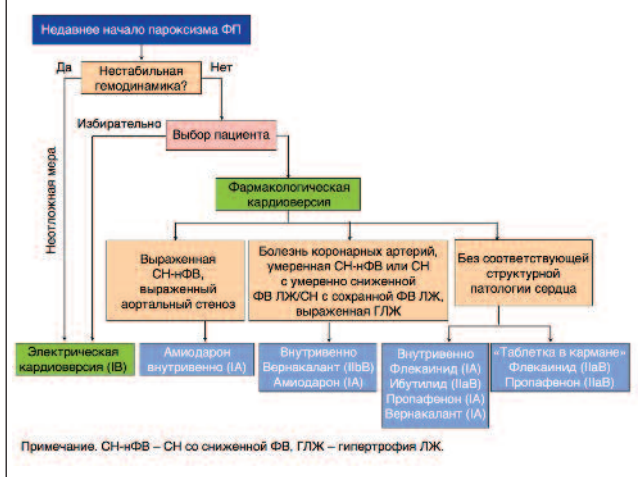 Недавнее начало пароксизма ФП
Да
Нестабильная
гемодинамика?
Нет
Избирательно
Выбор пациента
Неотложная мера
Фармакологическая
кардиоверсия
Выраженная
СН-нФВ,
выраженный
аортальный стеноз
Болезнь коронарных артерий,
умеренная СН-нФВ или СН
с умеренно сниженной
ФВ ЛЖ/СН с сохранной ФВ ЛЖ,
выраженная ГЛЖ
Без соответствующей
структурной
патологии сердца
Электрическая
кардиоверсия (IB)
Амиодарон
внутривенно (IA)
Внутривенно
Вернакалант (IIbB)
Амиодарон (IA)
Внутривенно
Флекаинид (IA)
Ибутилид (IIaB)
Пропафенон (IA)
Вернакалант (IA)
«Таблетка в кармане»
Флекаинид (IIaB)
Пропафенон (IIaB)
Примечание. СН-нФВ – СН со сниженной ФВ, ГЛЖ – гипертрофия ЛЖ.